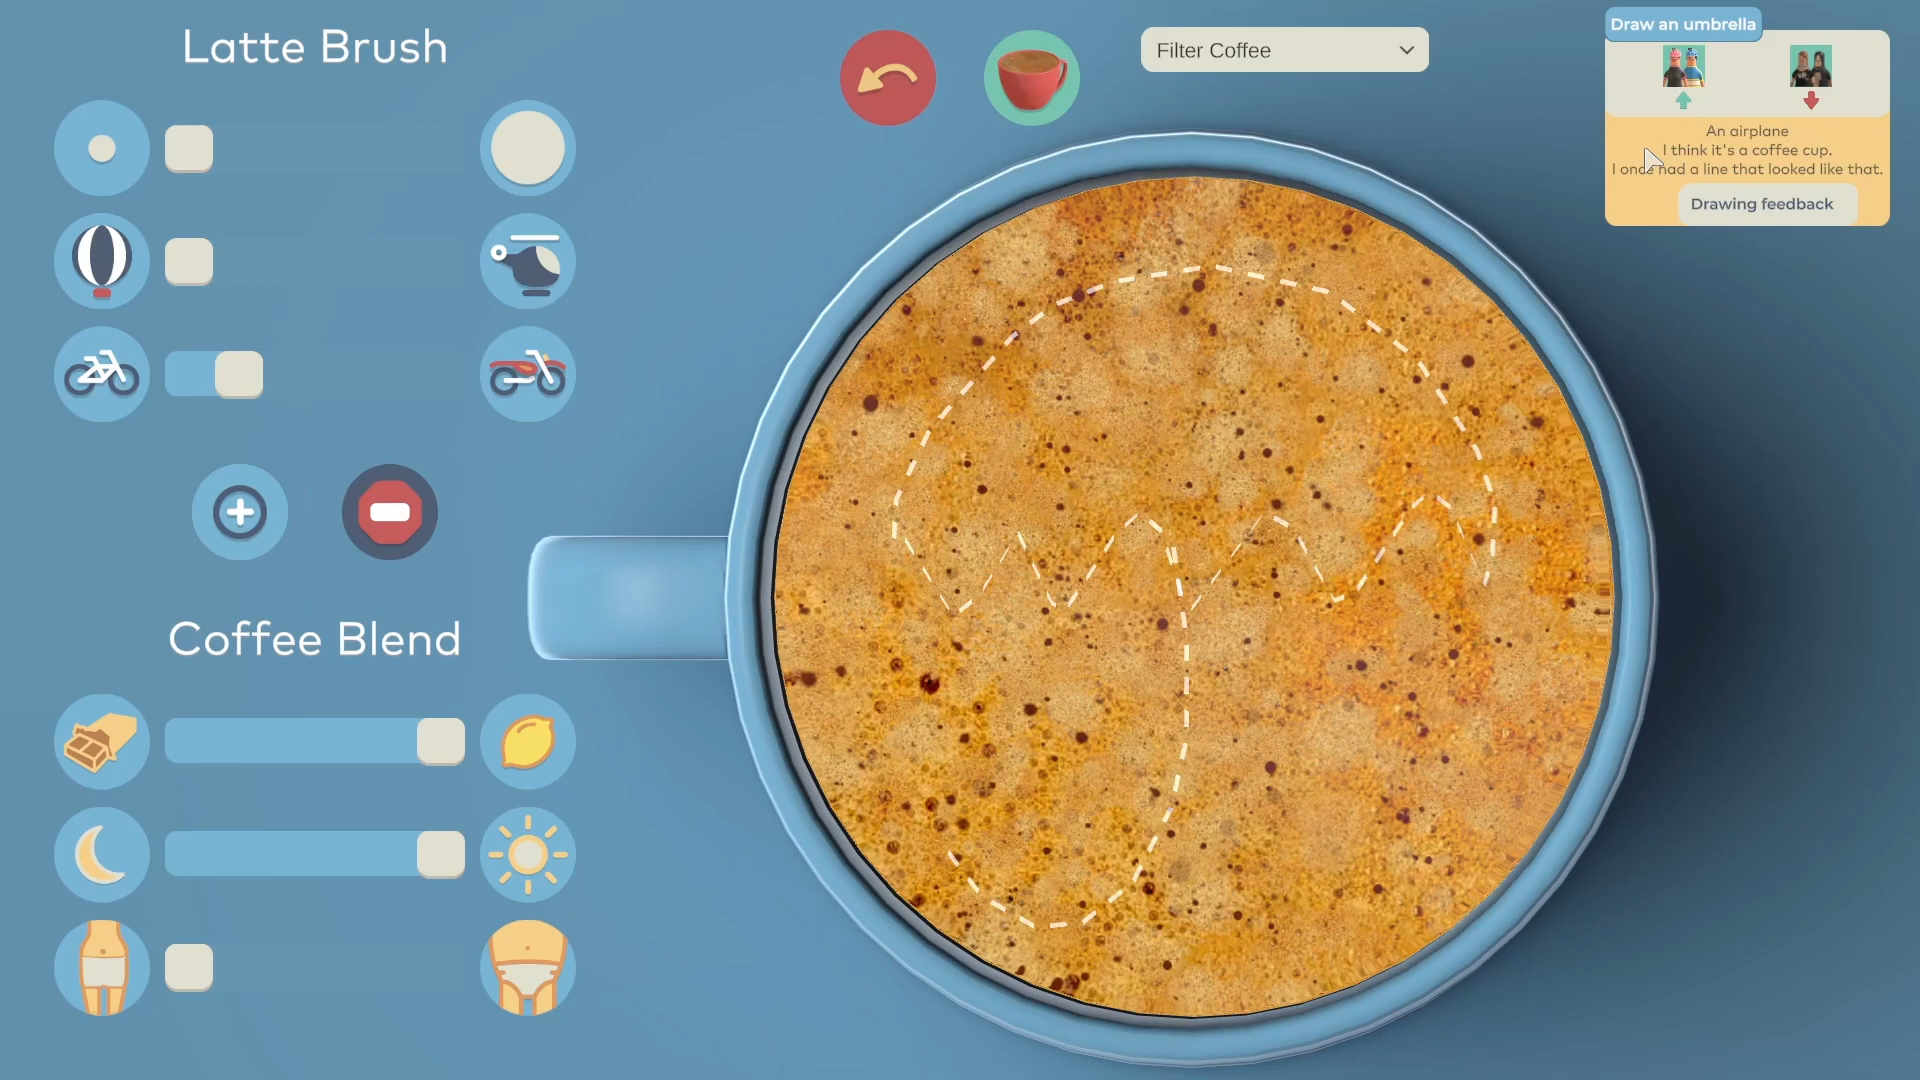 Latte Brush
Filter Coffee
Draw an umbrella
An airplane
I think it's a coffee cup.
I once had a line that looked like that.
Drawing feedback
Coffee Blend